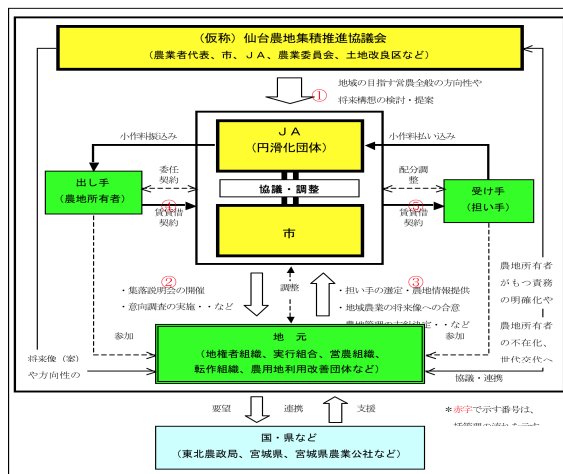 （仮称）仙台農地集積推進協議会
（農業者代表、市、ＪＡ、農業委員会、土地改良区など）
①
地域の目指す営農全般の方向性や
将来構想の検討・提案
小作料振込み
ＪＡ
（円滑化団体）
小作料払い込み
出し手
（農地所有者）
委任
契約
協議・調整
配分調
整
受け手
（担い手）
④
賃貸借
契約
⑤
賃貸借
契約
市
②
・集落説明会の開催
・意向調査の実施・・など
調整
③
・担い手の選定・農地情報提供
・地域農業の将来像への合意
・農地管理の方針決定・・など
農地所有者
がもつ責務
の明確化や
農地所有者
の不在化、
世代交代へ
参加
地　元
（地権者組織、実行組合、営農組織、
転作組織、農用地利用改善団体など）
参加
将来像（案）
や方向性の
協議・連携
要望
連携
支援
＊赤字で示す番号は、
国・県など
（東北農政局、宮城県、宮城県農業公社など）